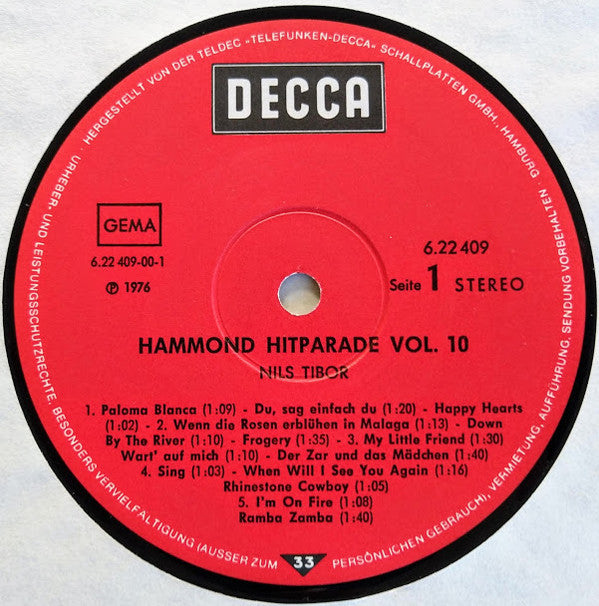 URHEBER- UND LEISTUNGSSCHUTZRECHTE, BESONDERS VERVIELFÄLTIGUNG (AUSSER ZUM PERSÖNLICHEN GEBRAUCH), VERMIETUNG, AUFFÜHRUNG, SENDUNG VORBEHALTEN · HERGESTELLT VON DER TELDEC »TELEFUNKEN-DECCA« SCHALLPLATTEN GMBH., HAMBURG
DECCA
GEMA
6.22 409-00-1
℗ 1976
6.22 409
Seite 1 STEREO
HAMMOND HITPARADE VOL. 10
NILS TIBOR
1. Paloma Blanca (1:09) - Du, sag einfach du (1:20) - Happy Hearts
(1:02) - 2. Wenn die Rosen erblühen in Malaga (1:13) - Down
By The River (1:10) - Frogery (1:35) - 3. My Little Friend (1:30)
Wart' auf mich (1:10) - Der Zar und das Mädchen (1:40)
4. Sing (1:03) - When Will I See You Again (1:16)
Rhinestone Cowboy (1:05)
5. I'm On Fire (1:08)
Ramba Zamba (1:40)
33